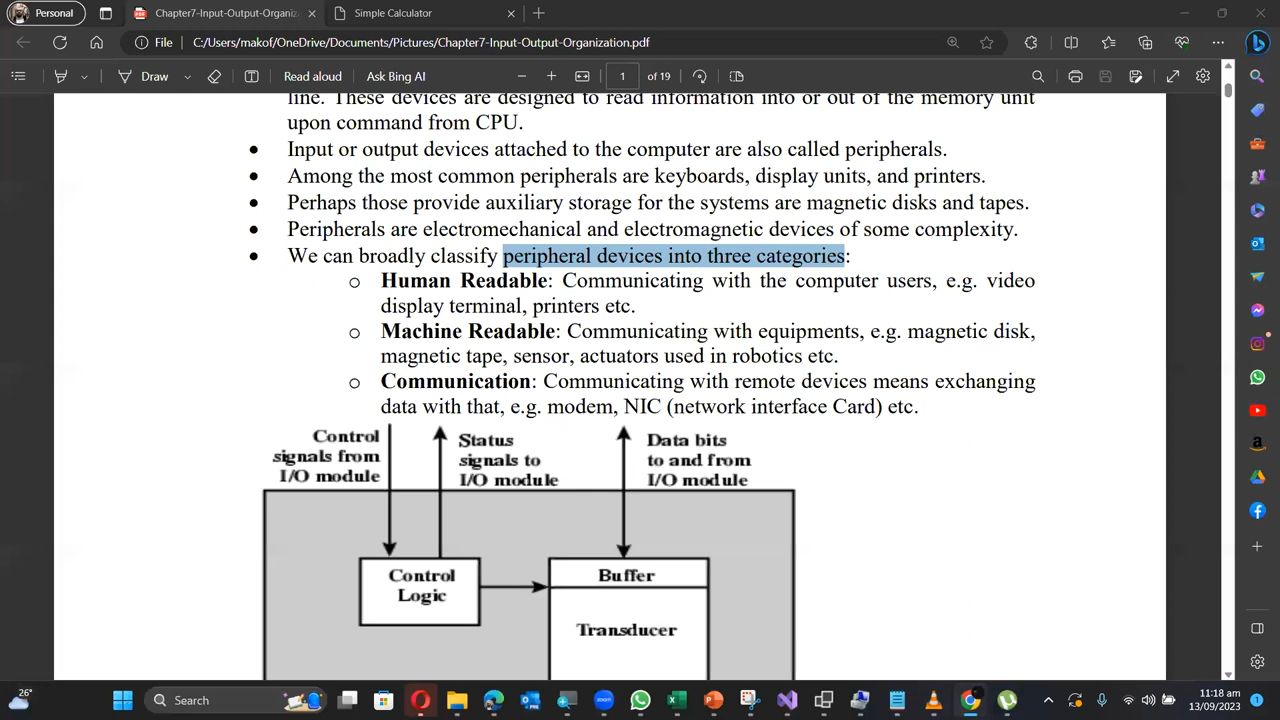 Personal
Chapter7-Input-Output-Organiz
Simple Calculator
File
C:/Users/makof/OneDrive/Documents/Pictures/Chapter7-Input-Output-Organization.pdf
Draw
Read aloud
Ask Bing AI
1
of 19
line. These devices are designed to read information into or out of the memory unit
upon command from CPU.
• Input or output devices attached to the computer are also called peripherals.
• Among the most common peripherals are keyboards, display units, and printers.
• Perhaps those provide auxiliary storage for the systems are magnetic disks and tapes.
• Peripherals are electromechanical and electromagnetic devices of some complexity.
• We can broadly classify peripheral devices into three categories:
o Human Readable: Communicating with the computer users, e.g. video
display terminal, printers etc.
o Machine Readable: Communicating with equipments, e.g. magnetic disk,
magnetic tape, sensor, actuators used in robotics etc.
o Communication: Communicating with remote devices means exchanging
data with that, e.g. modem, NIC (network interface Card) etc.
Control
signals from
I/O module
Status
signals to
I/O module
Data bits
to and from
I/O module
Control
Logic
Buffer
Transducer
26°
Search
11:18 am
13/09/2023